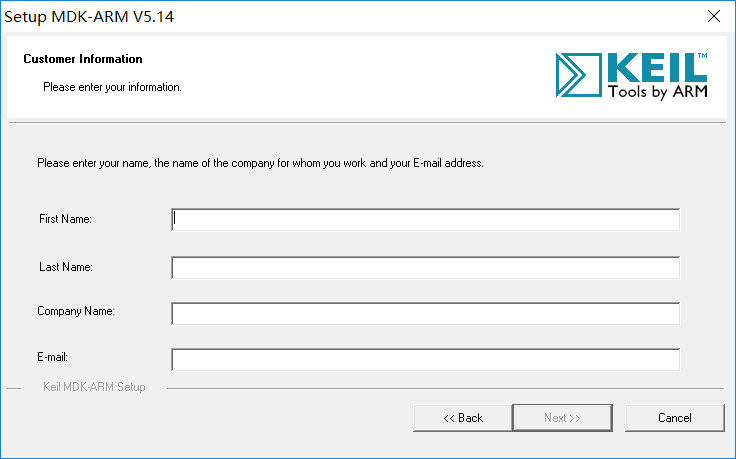 Setup MDK-ARM V5.14
Customer Information
Please enter your information.
KEIL™
Tools by ARM
Please enter your name, the name of the company for whom you work and your E-mail address.
First Name:
Last Name:
Company Name:
E-mail:
Keil MDK-ARM Setup
<< Back
Next >>
Cancel